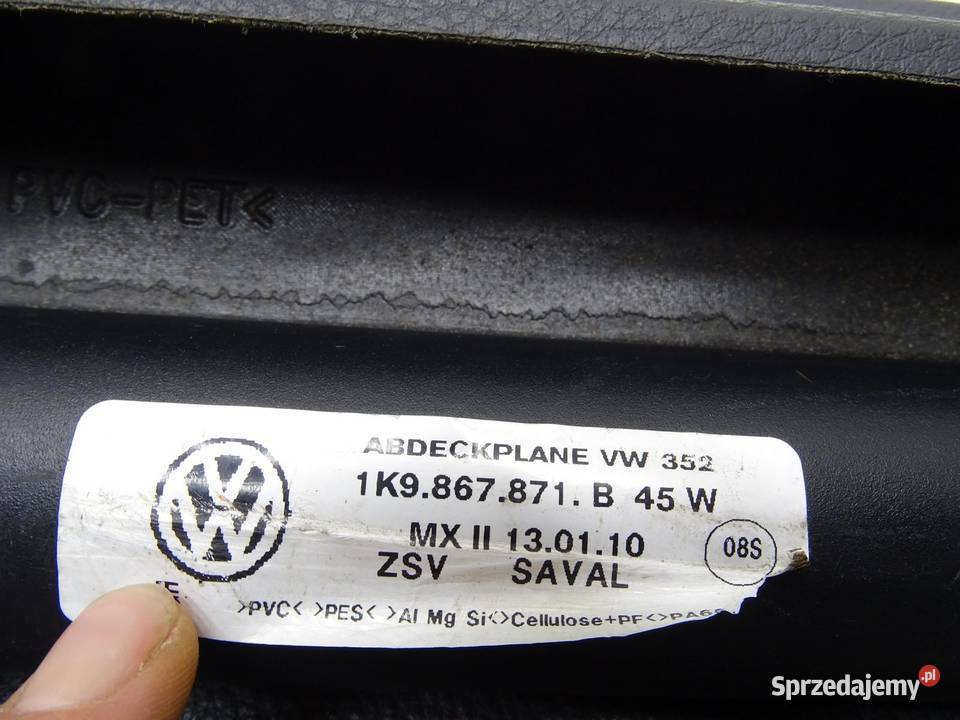 PVC-PET<
ABDECKPLANE VW 352
1K9.867.871. B 45 W
MX II 13.01.10
08S
ZSV SAVAL
>PVC< >PES< >Al Mg Si<>Cellulose+PF<>PA6
Sprzedajemy.pl